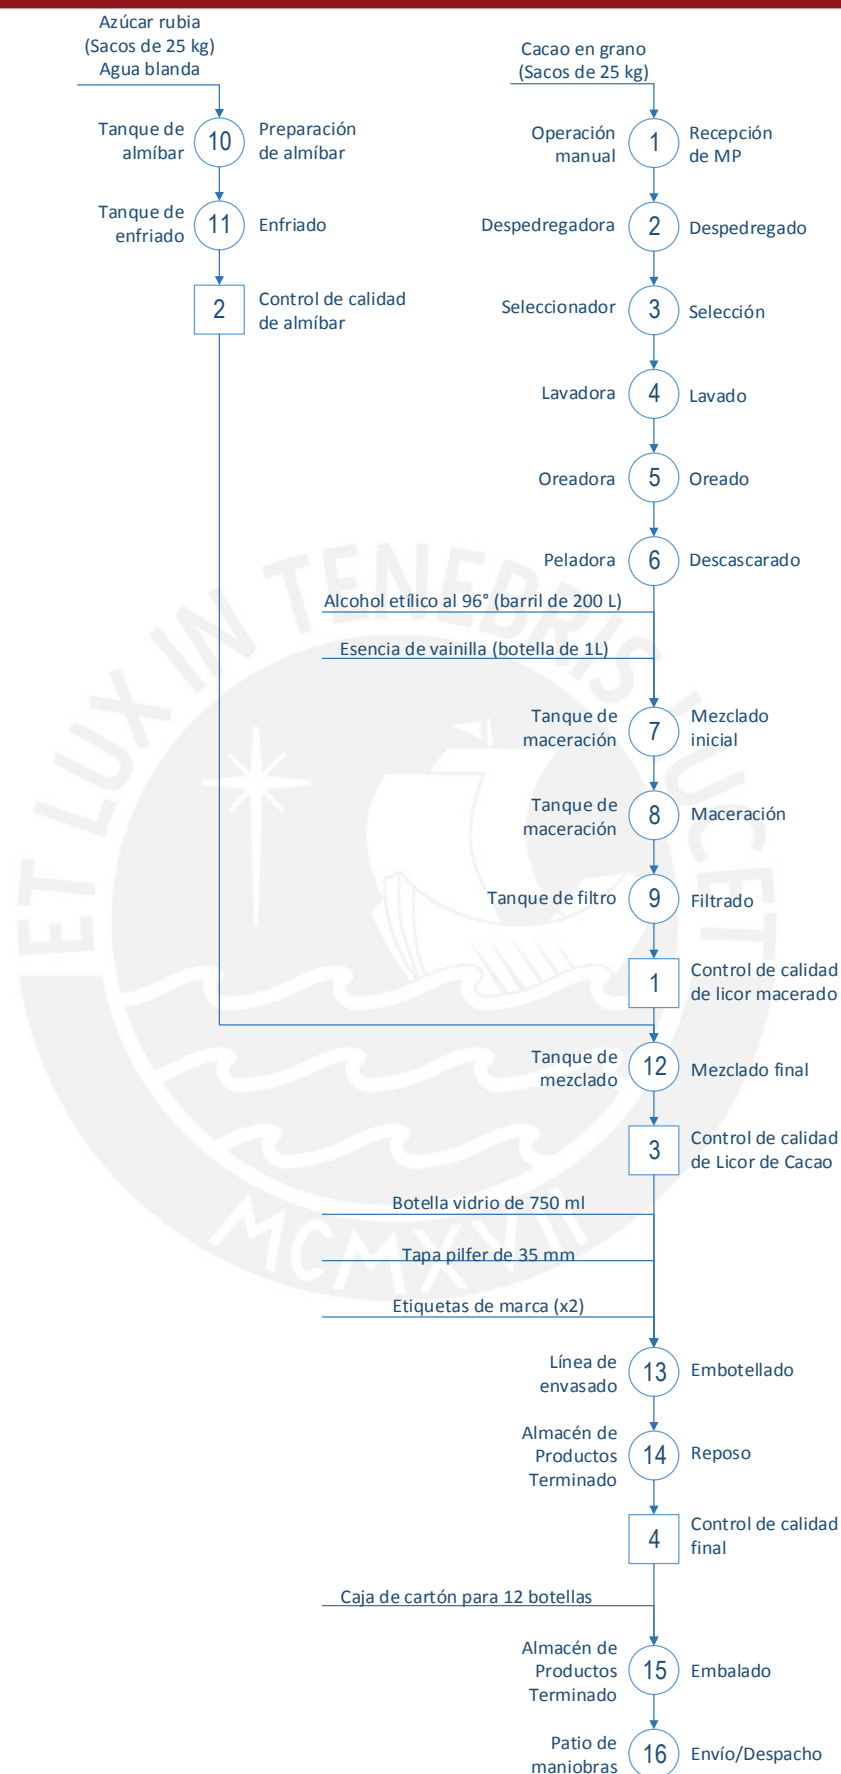 Azúcar rubia
(Sacos de 25 kg)
Agua blanda
Tanque de
almíbar
10
Preparación
de almíbar
Tanque de
enfriado
11
Enfriado
2
Control de calidad
de almíbar
Cacao en grano
(Sacos de 25 kg)
Operación
manual
1
Recepción
de MP
Despedregadora
2
Despedregado
Seleccionador
3
Selección
Lavadora
4
Lavado
Oreadora
5
Oreado
Peladora
6
Descascarado
Alcohol etílico al 96° (barril de 200 L)
Esencia de vainilla (botella de 1L)
Tanque de
maceración
7
Mezclado
inicial
Tanque de
maceración
8
Maceración
Tanque de filtro
9
Filtrado
1
Control de calidad
de licor macerado
Tanque de
mezclado
12
Mezclado final
3
Control de calidad
de Licor de Cacao
Botella vidrio de 750 ml
Tapa pilfer de 35 mm
Etiquetas de marca (x2)
Línea de
envasado
13
Embotellado
Almacén de
Productos
Terminado
14
Reposo
4
Control de calidad
final
Caja de cartón para 12 botellas
Almacén de
Productos
Terminado
15
Embalado
Patio de
maniobras
16
Envío/Despacho
ET LUX IN TENEBRIS LUCET
MCMXVII